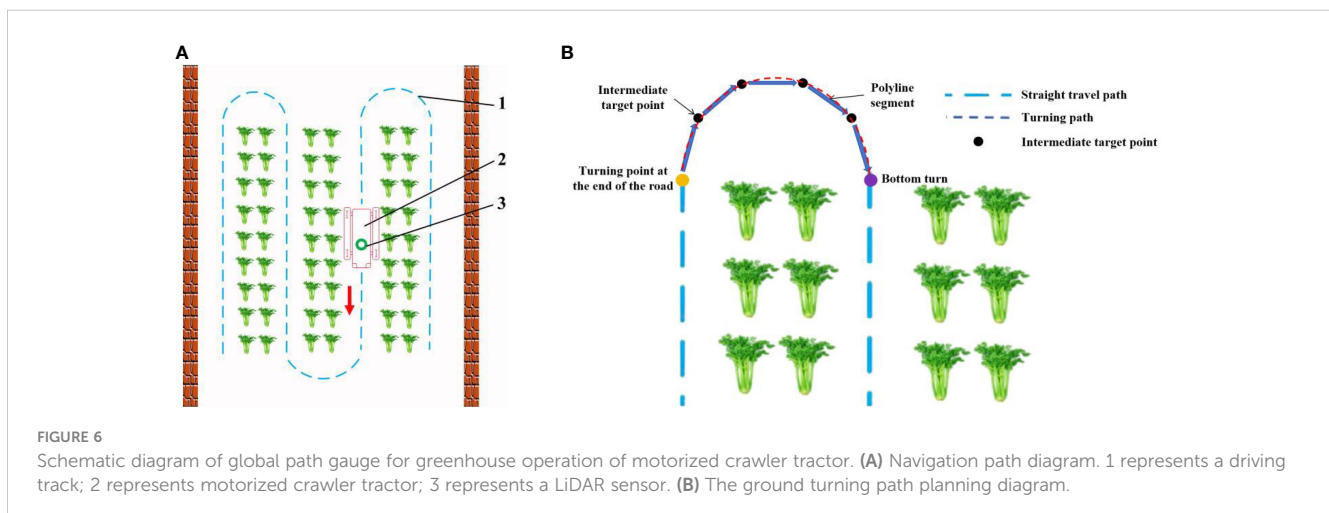 A
1
2
3
B
Intermediate
target point
Polyline
segment
Turning point at
the end of the road
Bottom turn
Straight travel path
Turning path
Intermediate target point
FIGURE 6
Schematic diagram of global path gauge for greenhouse operation of motorized crawler tractor. (A) Navigation path diagram. 1 represents a driving
track; 2 represents motorized crawler tractor; 3 represents a LiDAR sensor. (B) The ground turning path planning diagram.